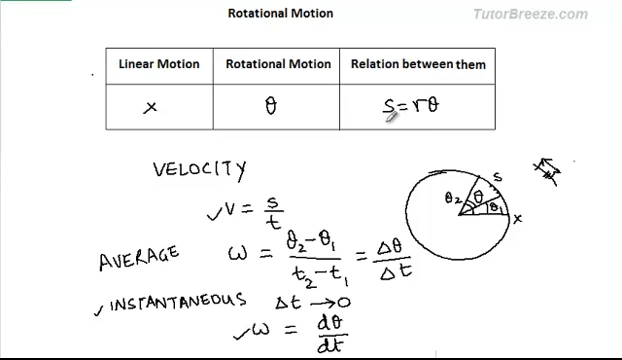 Rotational Motion
TutorBreeze.com
Linear Motion Rotational Motion Relation between them
x θ s=rθ
VELOCITY
✓v = s/t
AVERAGE ω = θ₂-θ₁/t₂-t₁ = Δθ/Δt
✓INSTANTANEOUS Δt →0
✓ω = dθ/dt
θ₂ θ s θ₁ x